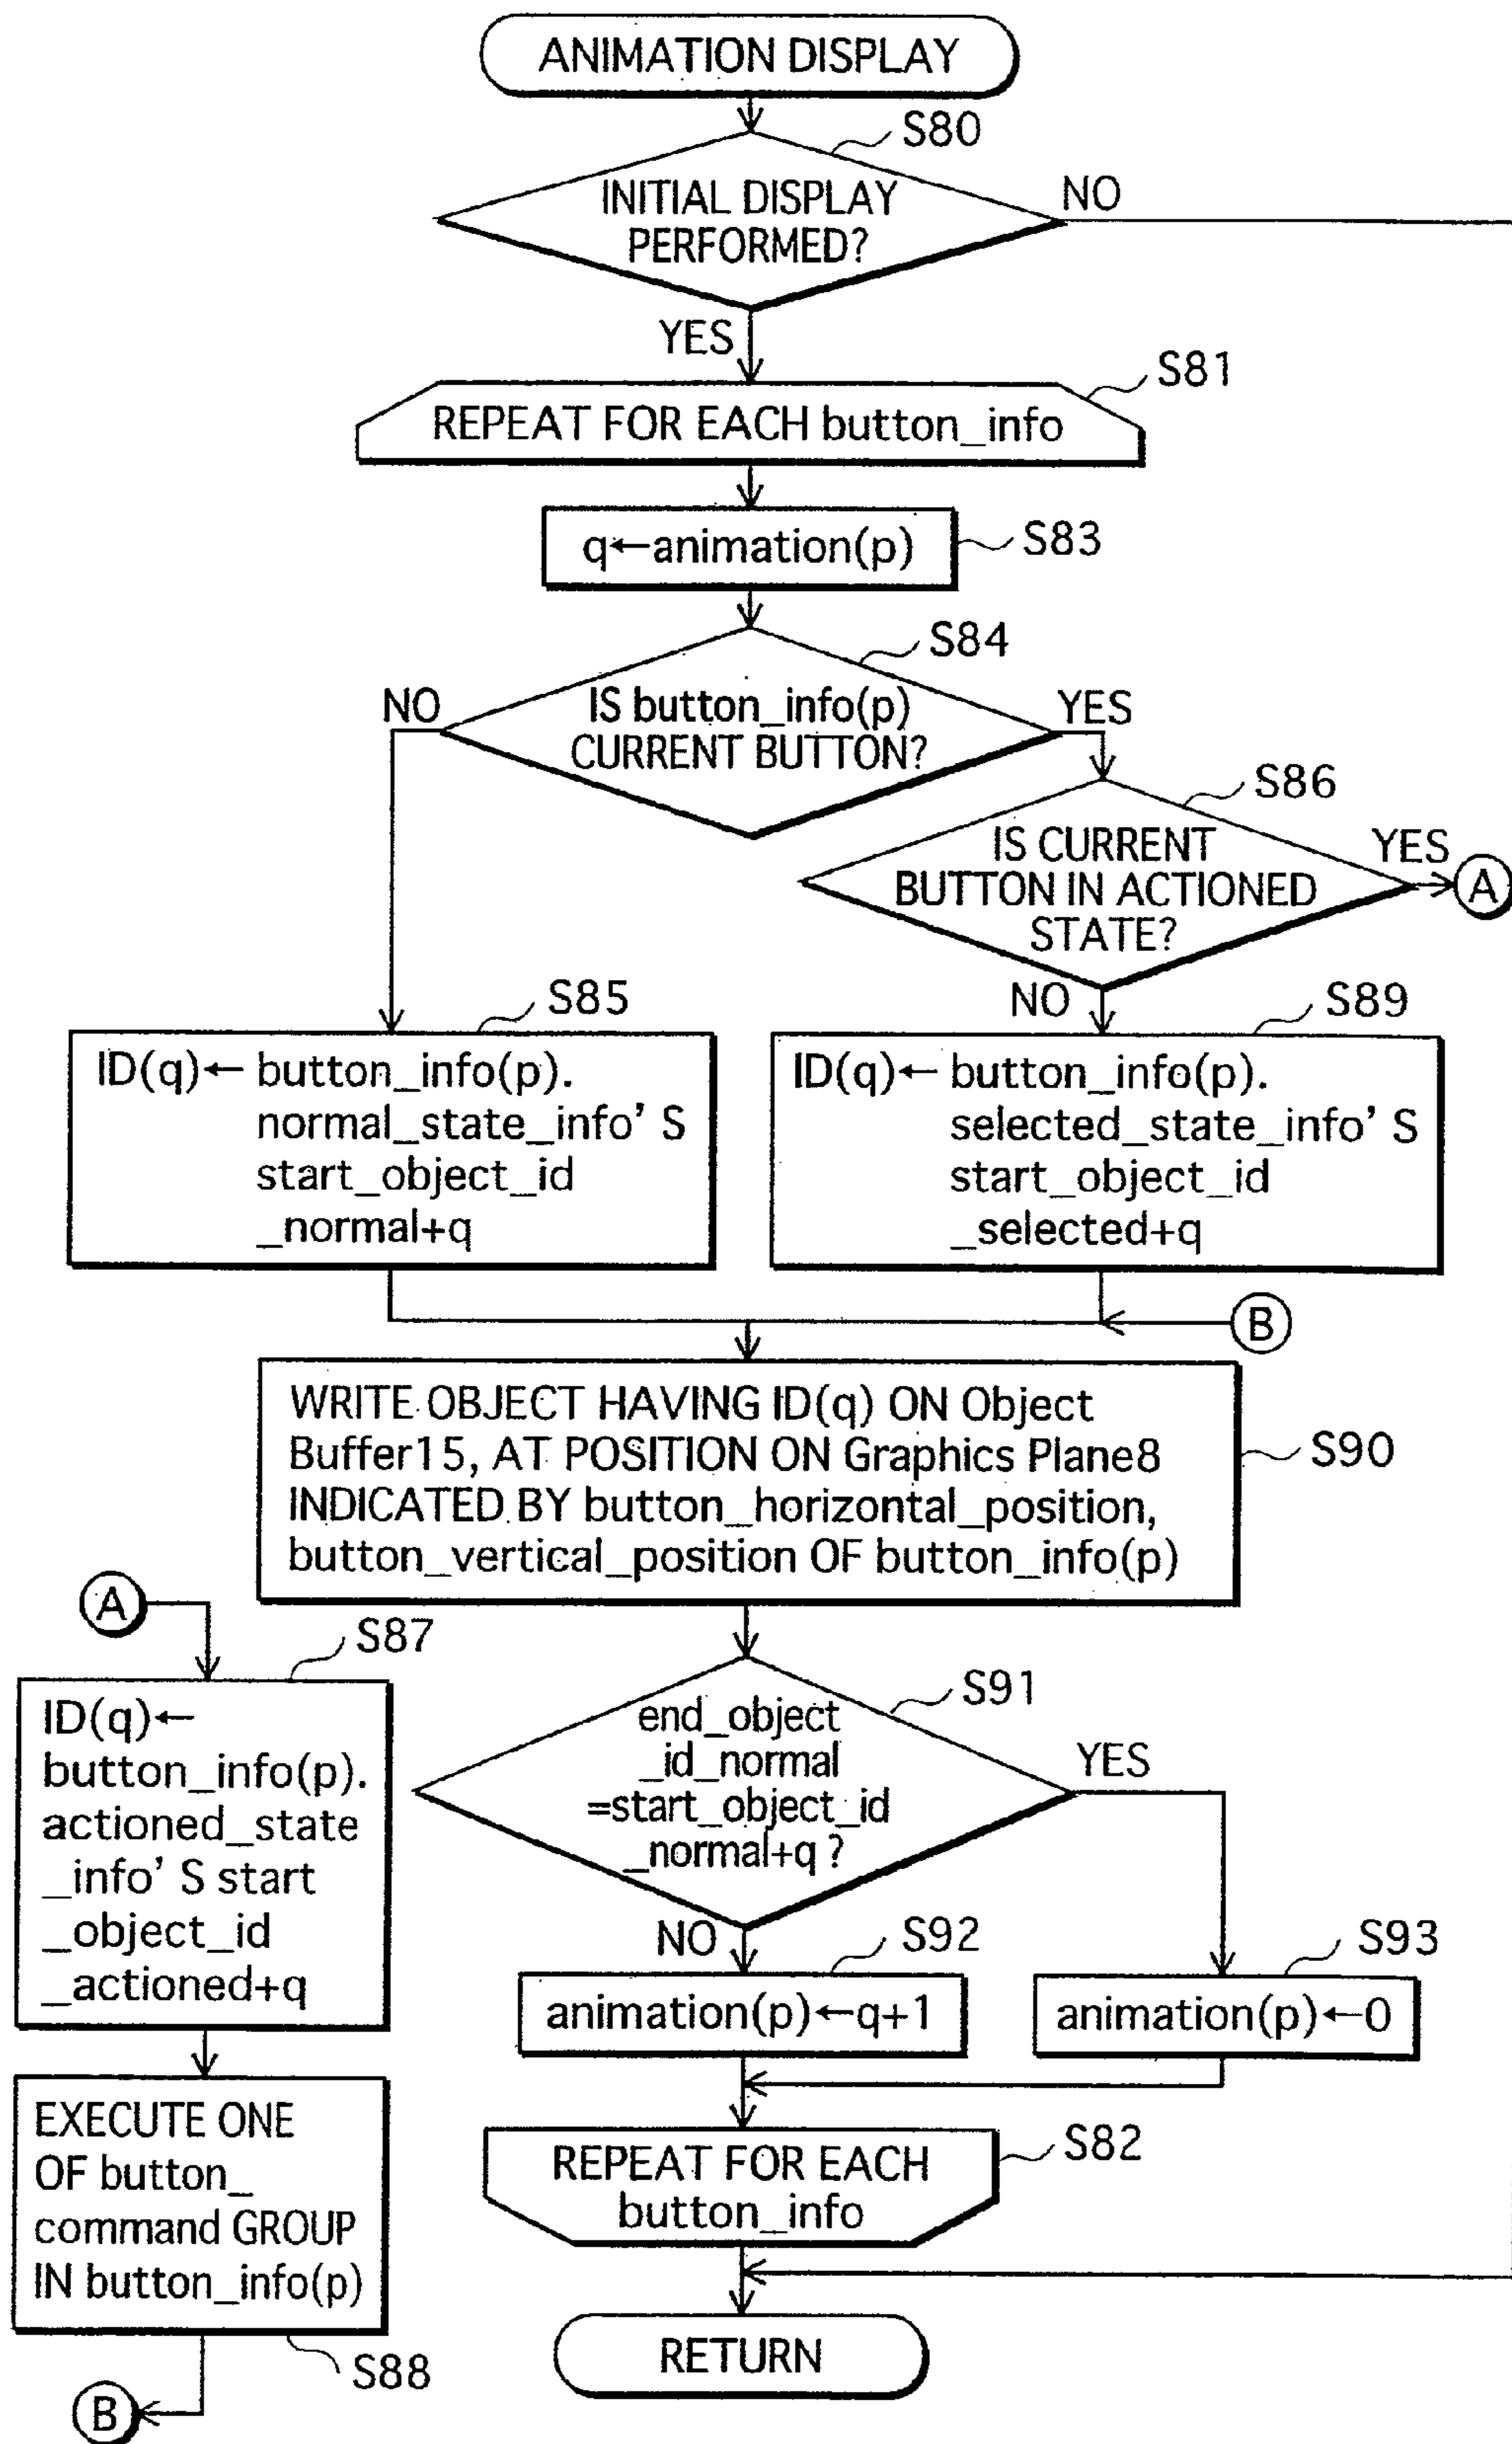 ANIMATION DISPLAY
S80
INITIAL DISPLAY
PERFORMED?
NO
YES
S81
REPEAT FOR EACH button_info
q←animation(p)
S83
S84
NO
IS button_info(p)
CURRENT BUTTON?
YES
S86
IS CURRENT
BUTTON IN ACTIONED
STATE?
YES
A
NO
S85
ID(q)← button_info(p).
normal_state_info' S
start_object_id
_normal+q
S89
ID(q)← button_info(p).
selected_state_info' S
start_object_id
_selected+q
B
WRITE OBJECT HAVING ID(q) ON Object
Buffer15, AT POSITION ON Graphics Plane8
INDICATED BY button_horizontal_position,
button_vertical_position OF button_info(p)
S90
A
S87
ID(q)←
button_info(p).
actioned_state
_info' S start
_object_id
_actioned+q
S91
end_object
_id_normal
=start_object_id
_normal+q ?
YES
NO
S92
animation(p)←q+1
S93
animation(p)←0
EXECUTE ONE
OF button_
command GROUP
IN button_info(p)
S88
B
S82
REPEAT FOR EACH
button_info
RETURN